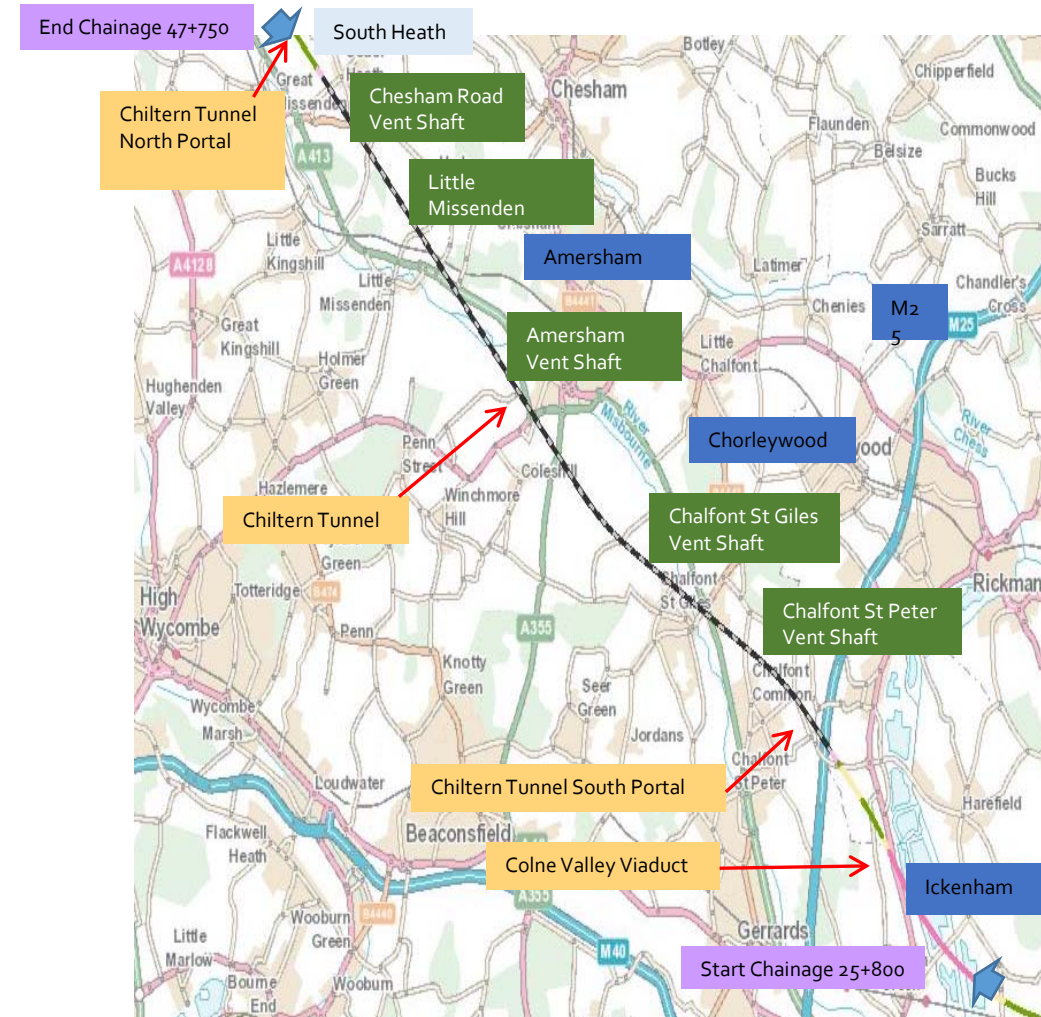 End Chainage 47+750
South Heath
Botley
Chipperfield
Great
Heath
Chiltern Tunnel
North Portal
Chesham Road
Vent Shaft
Chesham
Flaunden
Commonwood
Belsize
A413
Bucks
Hill
Little
Missenden
Sarratt
Little
Kingshill
A4128
Amersham
Latimer
Little
Missenden
Chenies
Chandler's
Cross
M2
5
M25
B4441
Great
Kingshill
Amersham
Vent Shaft
Little
Chalfont
Holmer
Green
Hughenden
Valley
River
Misbourne
River
Chess
Penn
Street
Chorleywood
ood
Coleshill
Hazlemere
Winchmore
Hill
Chiltern Tunnel
Chalfont St Giles
Vent Shaft
Green
Totteridge
B474
High
Wycombe
Chalfont
St Giles
Rickman
Chalfont St Peter
Vent Shaft
A355
Penn
Knotty
Green
Chalfont
Common
Seer
Green
Wycombe
Marsh
Jordans
Chalfont
St Peter
Chiltern Tunnel South Portal
Loudwater
Harefield
Flackwell
Heath
Beaconsfield
Colne Valley Viaduct
Ickenham
A355
Wooburn
Green
B4440
Little
Marlow
Gerrards
M40
Start Chainage 25+800
Bourne
End
Wooburn